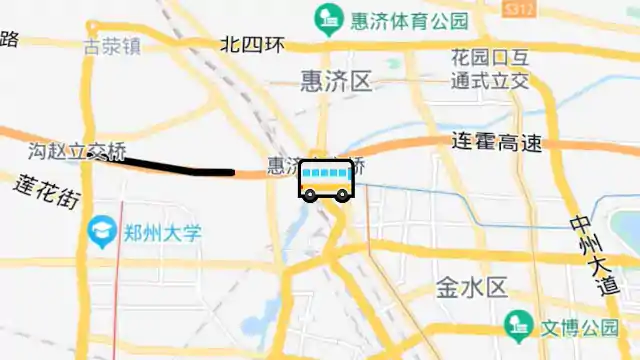 S312
惠济体育公园
路
古荥镇
北四环
花园口互
通式立交
惠济区
连霍高速
沟赵立交桥
惠济
桥
莲花街
郑州大学
中州大道
金水区
文博公园